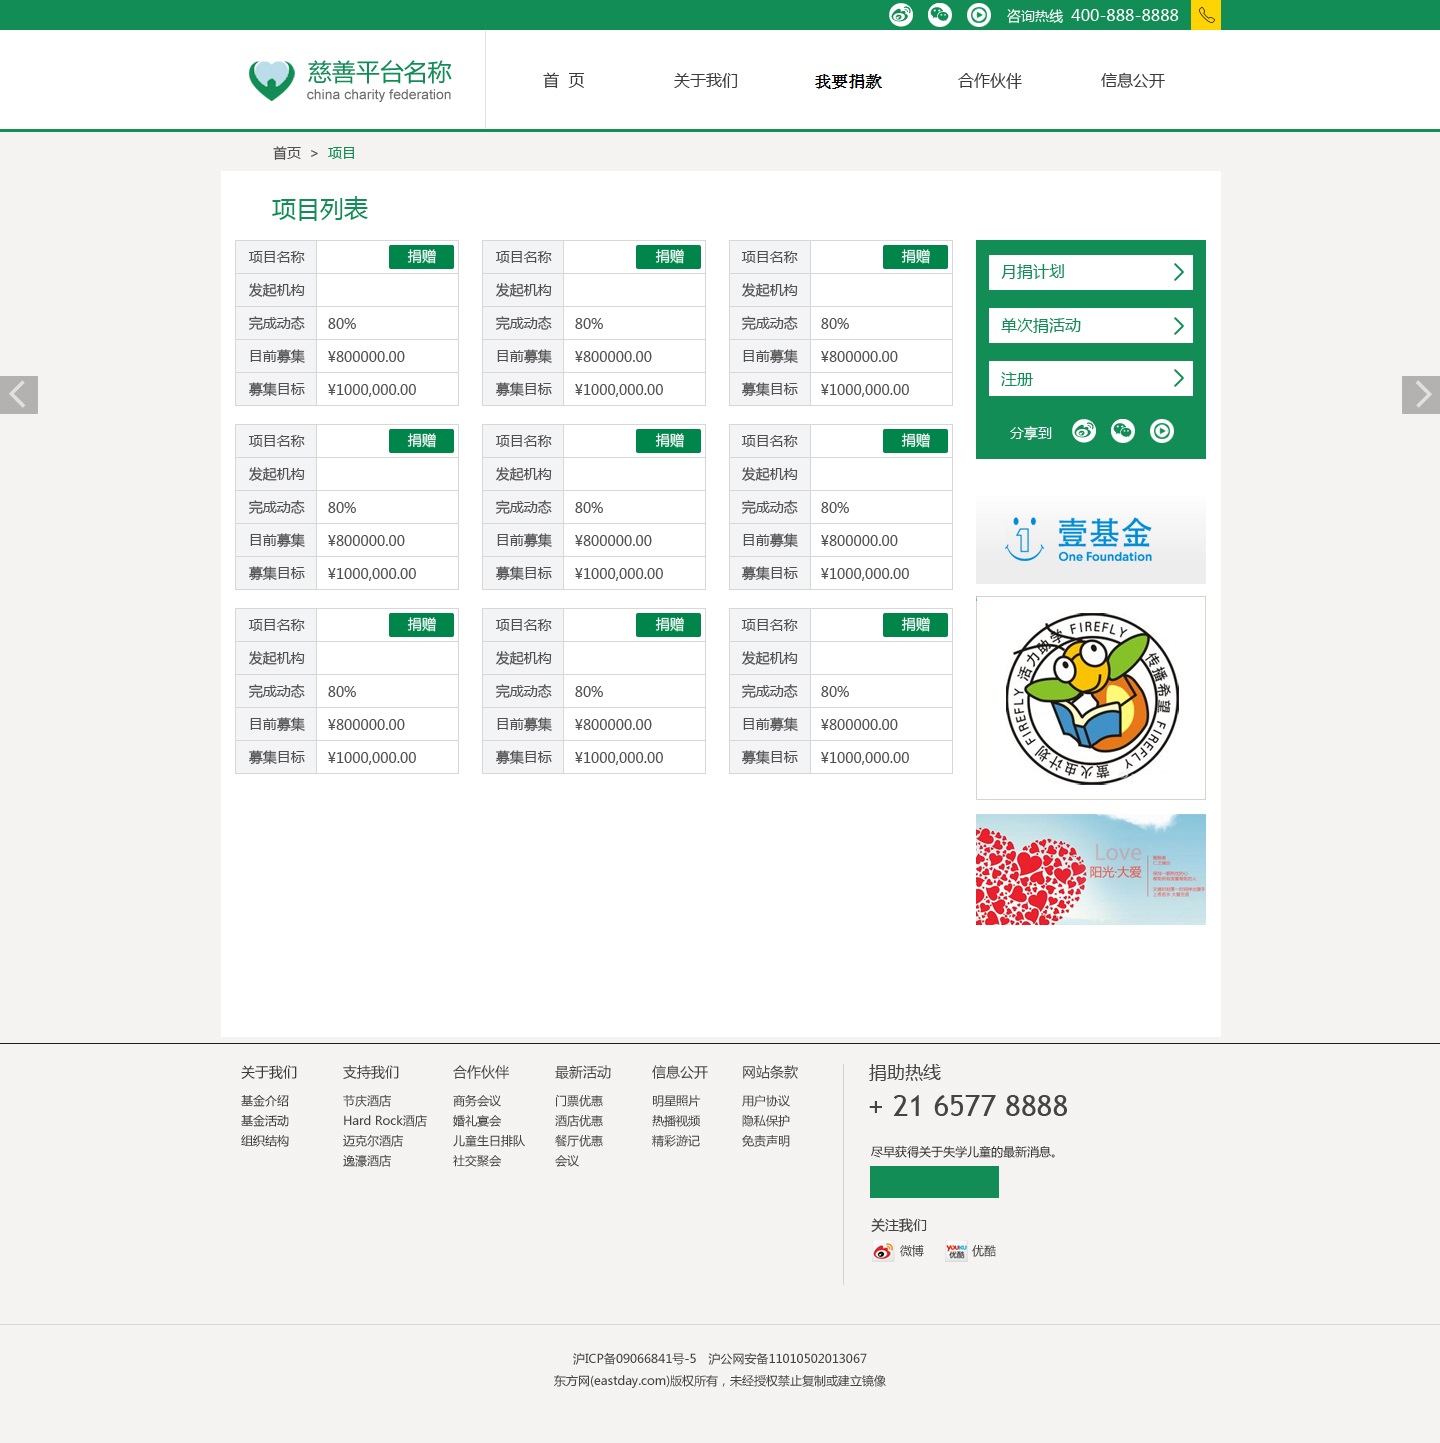 咨询热线 400-888-8888
慈善平台名称
china charity federation
首 页 关于我们 我要捐款 合作伙伴 信息公开
首页 > 项目
项目列表
项目名称 捐赠 项目名称 捐赠 项目名称 捐赠
发起机构 发起机构 发起机构
完成动态 80% 完成动态 80% 完成动态 80%
目前募集 ¥800000.00 目前募集 ¥800000.00 目前募集 ¥800000.00
募集目标 ¥1000,000.00 募集目标 ¥1000,000.00 募集目标 ¥1000,000.00
项目名称 捐赠 项目名称 捐赠 项目名称 捐赠
发起机构 发起机构 发起机构
完成动态 80% 完成动态 80% 完成动态 80%
目前募集 ¥800000.00 目前募集 ¥800000.00 目前募集 ¥800000.00
募集目标 ¥1000,000.00 募集目标 ¥1000,000.00 募集目标 ¥1000,000.00
项目名称 捐赠 项目名称 捐赠 项目名称 捐赠
发起机构 发起机构 发起机构
完成动态 80% 完成动态 80% 完成动态 80%
目前募集 ¥800000.00 目前募集 ¥800000.00 目前募集 ¥800000.00
募集目标 ¥1000,000.00 募集目标 ¥1000,000.00 募集目标 ¥1000,000.00
月捐计划
单次捐活动
注册
分享到
1 壹基金
One Foundation
活力助学 FIREFLY 传播希望 FIREFLY 萤火虫计划 FIREFLY
Love
阳光·大爱
关于我们 支持我们 合作伙伴 最新活动 信息公开 网站条款
基金介绍 节庆酒店 商务会议 门票优惠 明星照片 用户协议
基金活动 Hard Rock酒店 婚礼宴会 酒店优惠 热播视频 隐私保护
组织结构 迈克尔酒店 儿童生日排队 餐厅优惠 精彩游记 免责声明
逸濠酒店 社交聚会 会议
捐助热线
+ 21 6577 8888
尽早获得关于失学儿童的最新消息。
关注我们
微博 YOUKU 优酷 优酷
沪ICP备09066841号-5 沪公网安备11010502013067
东方网(eastday.com)版权所有，未经授权禁止复制或建立镜像